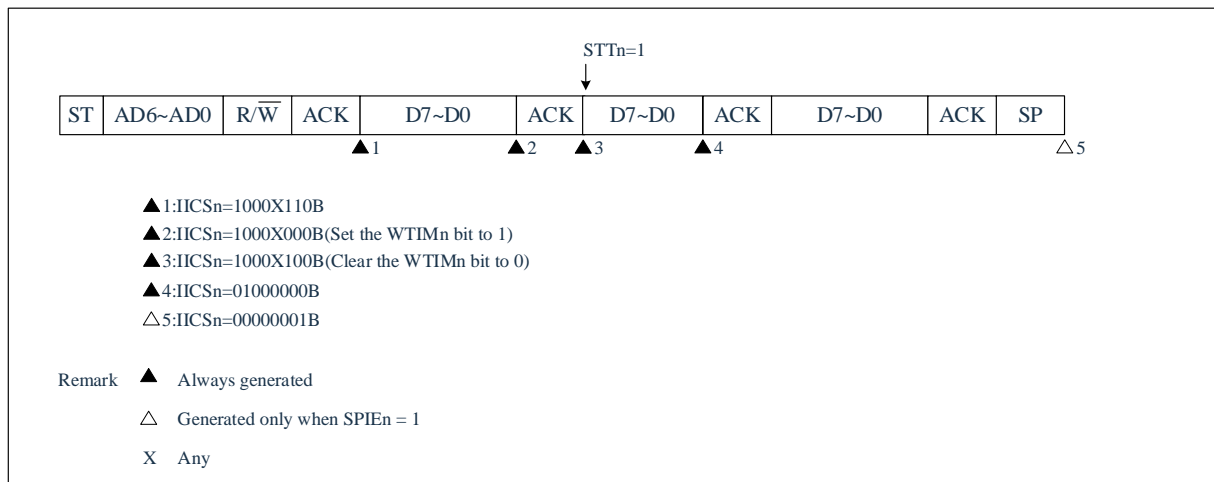 STTn=1
ST AD6~AD0 R/W̅ ACK D7~D0 ACK D7~D0 ACK D7~D0 ACK SP
▲1 ▲2 ▲3 ▲4 △5
▲1:IICSn=1000X110B
▲2:IICSn=1000X000B(Set the WTIMn bit to 1)
▲3:IICSn=1000X100B(Clear the WTIMn bit to 0)
▲4:IICSn=01000000B
△5:IICSn=00000001B
Remark ▲ Always generated
△ Generated only when SPIEn = 1
X Any